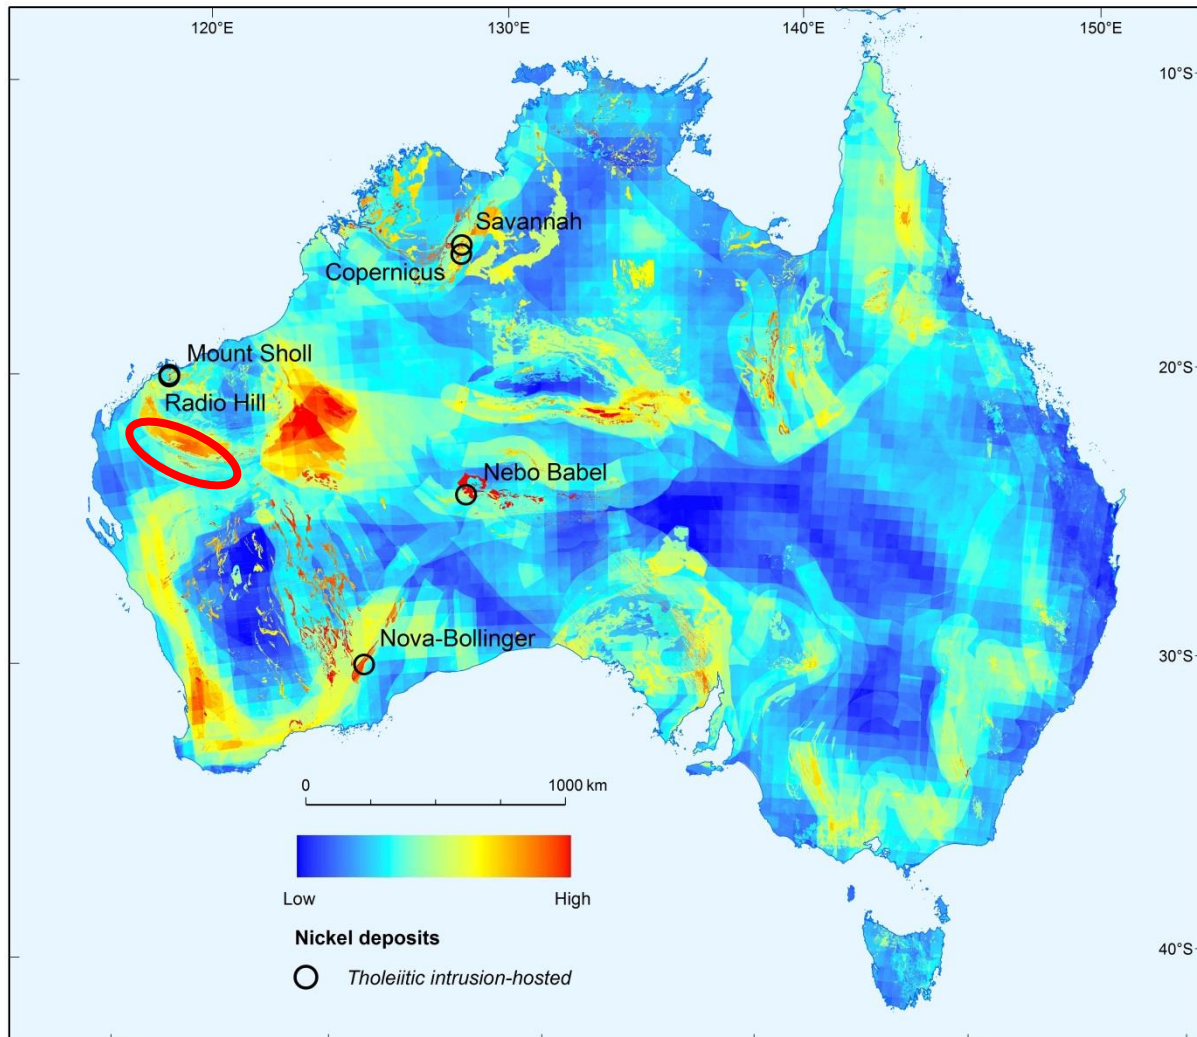 120°E
130°E
140°E
150°E
10°S
Savannah
Copernicus
Mount Sholl
20°S
Radio Hill
Nebo Babel
Nova-Bollinger
30°S
0
1000 km
Low
High
Nickel deposits
40°S
Tholeiitic intrusion-hosted